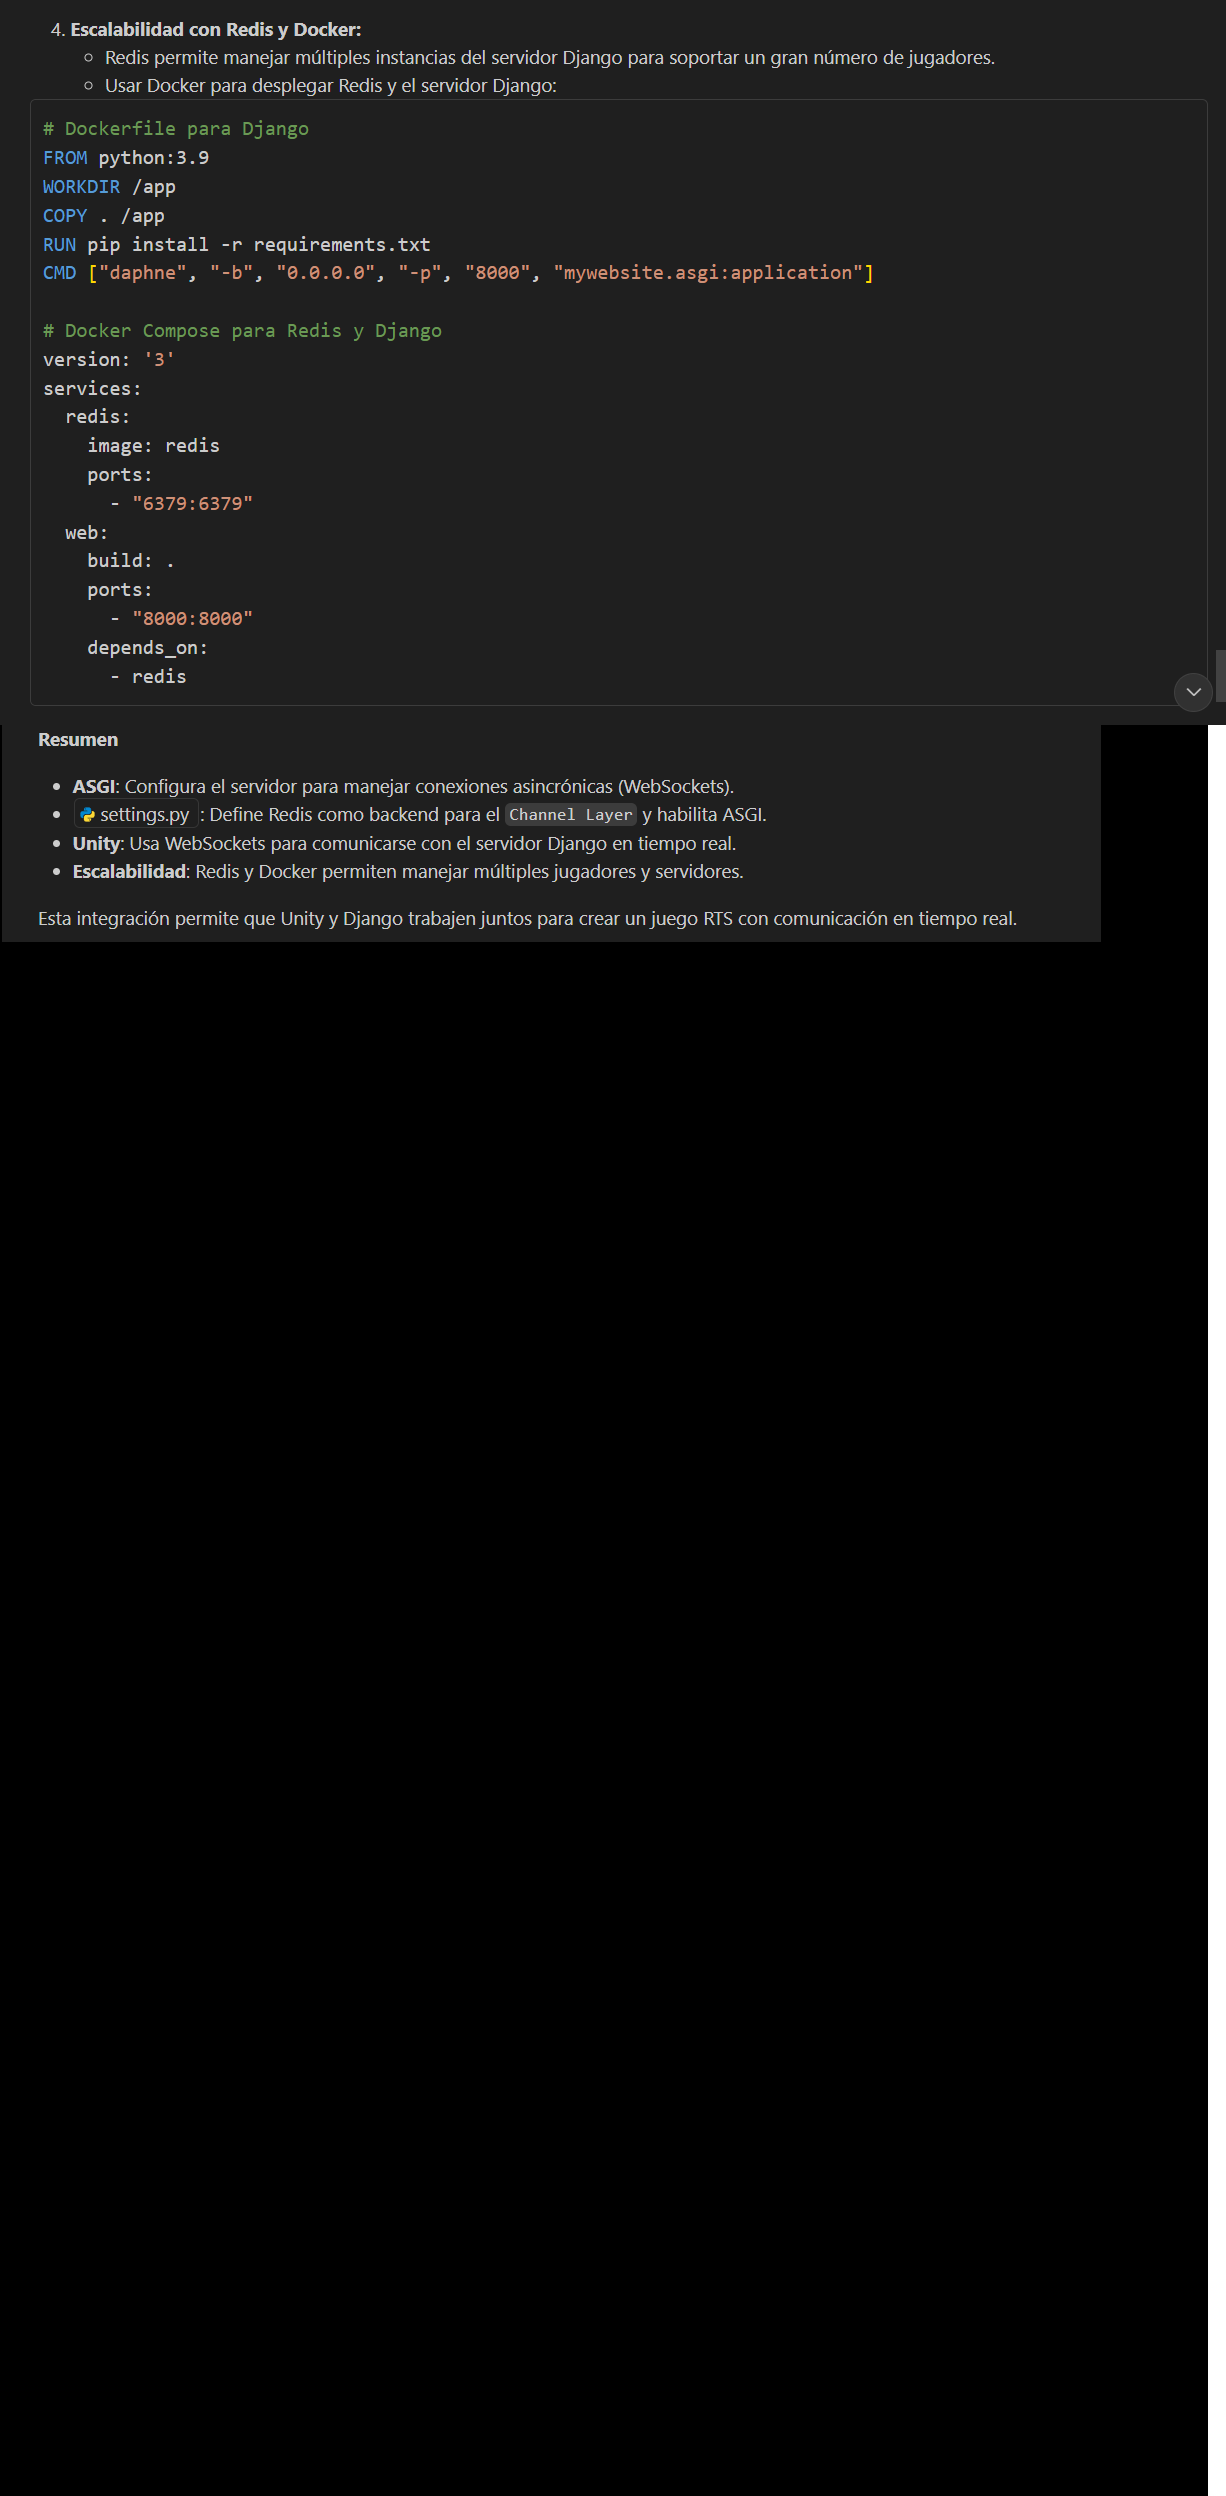 4. Escalabilidad con Redis y Docker:
Redis permite manejar múltiples instancias del servidor Django para soportar un gran número de jugadores.
Usar Docker para desplegar Redis y el servidor Django:
# Dockerfile para Django
FROM python:3.9
WORKDIR /app
COPY . /app
RUN pip install -r requirements.txt
CMD ["daphne", "-b", "0.0.0.0", "-p", "8000", "mywebsite.asgi:application"]
# Docker Compose para Redis y Django
version: '3'
services:
  redis:
    image: redis
    ports:
      - "6379:6379"
  web:
    build: .
    ports:
      - "8000:8000"
    depends_on:
      - redis
Resumen
ASGI: Configura el servidor para manejar conexiones asincrónicas (WebSockets).
settings.py : Define Redis como backend para el Channel Layer y habilita ASGI.
Unity: Usa WebSockets para comunicarse con el servidor Django en tiempo real.
Escalabilidad: Redis y Docker permiten manejar múltiples jugadores y servidores.
Esta integración permite que Unity y Django trabajen juntos para crear un juego RTS con comunicación en tiempo real.